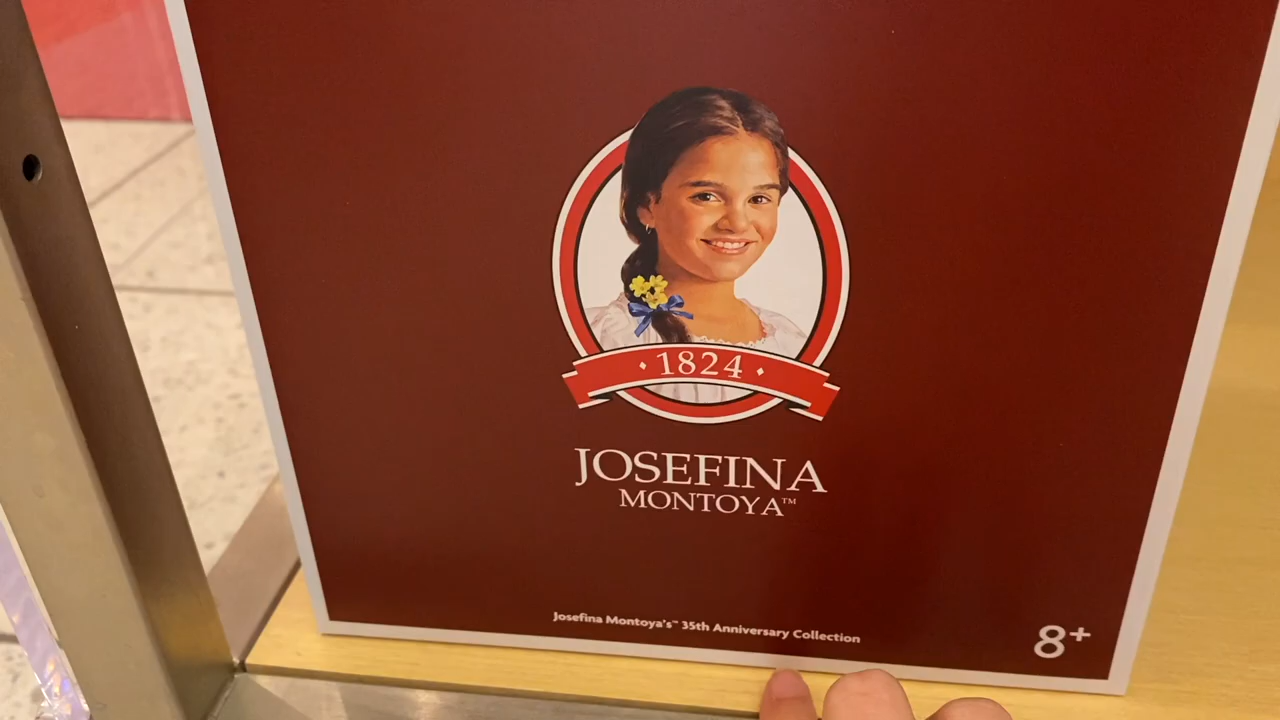 · 1824 ·
JOSEFINA
MONTOYA™
Josefina Montoya's™ 35th Anniversary Collection
8+